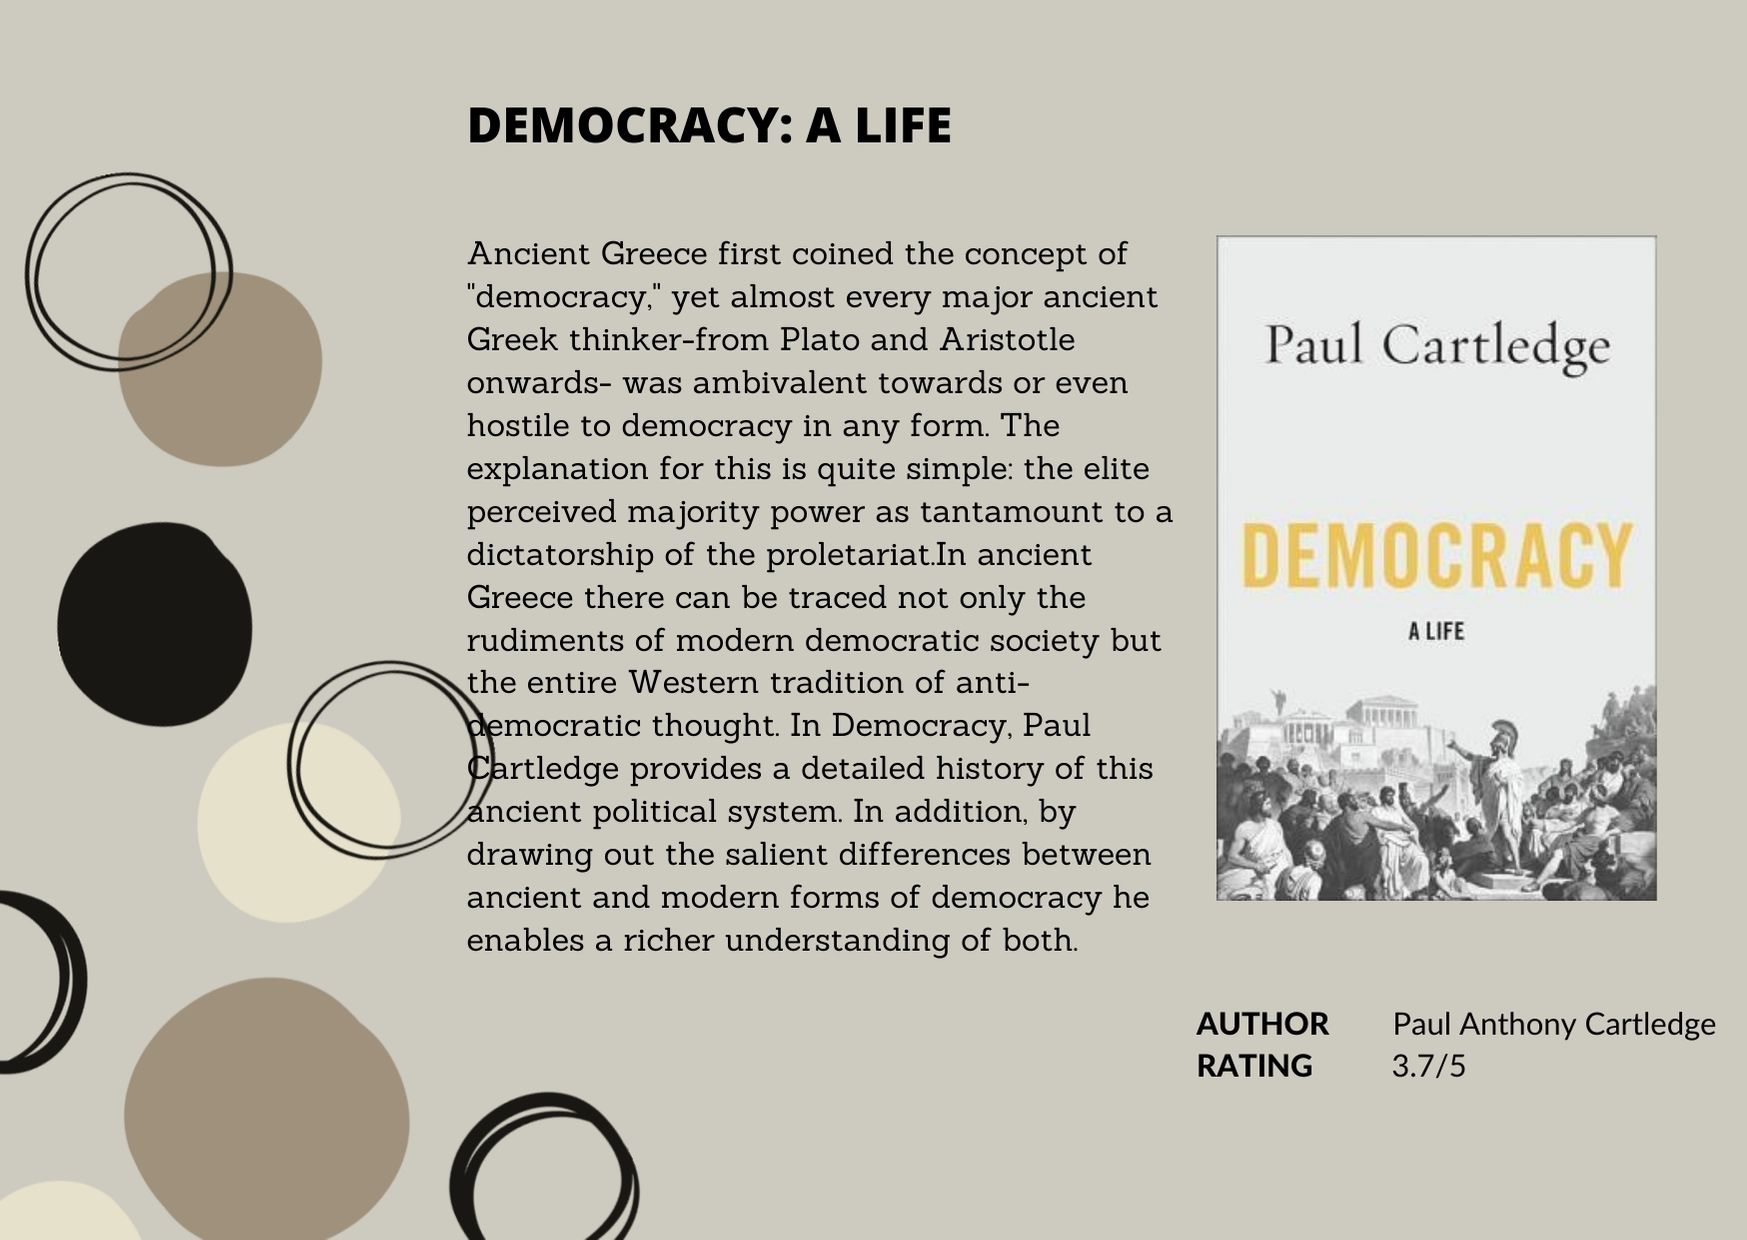 DEMOCRACY: A LIFE
Ancient Greece first coined the concept of
"democracy," yet almost every major ancient
Greek thinker-from Plato and Aristotle
onwards- was ambivalent towards or even
hostile to democracy in any form. The
explanation for this is quite simple: the elite
perceived majority power as tantamount to a
dictatorship of the proletariat.In ancient
Greece there can be traced not only the
rudiments of modern democratic society but
the entire Western tradition of anti-
democratic thought. In Democracy, Paul
Cartledge provides a detailed history of this
ancient political system. In addition, by
drawing out the salient differences between
ancient and modern forms of democracy he
enables a richer understanding of both.
Paul Cartledge
DEMOCRACY
A LIFE
AUTHOR Paul Anthony Cartledge
RATING 3.7/5